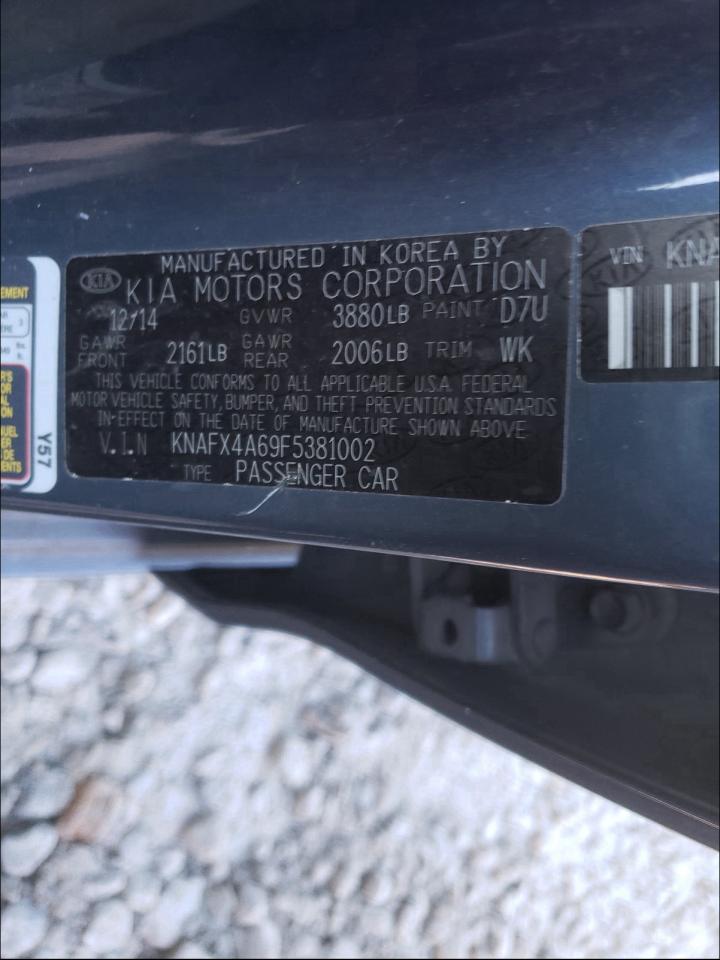 MANUFACTURED IN KOREA BY
KIA KIA MOTORS CORPORATION
12/14 GVWR 3880LB PAINT D7U
GAWR FRONT 2161LB GAWR REAR 2006LB TRIM WK
THIS VEHICLE CONFORMS TO ALL APPLICABLE U.S.A. FEDERAL
MOTOR VEHICLE SAFETY, BUMPER, AND THEFT PREVENTION STANDARDS
IN-EFFECT ON THE DATE OF MANUFACTURE SHOWN ABOVE
V.I.N KNAFX4A69F5381002
TYPE PASSENGER CAR
VIN KNA
Y57